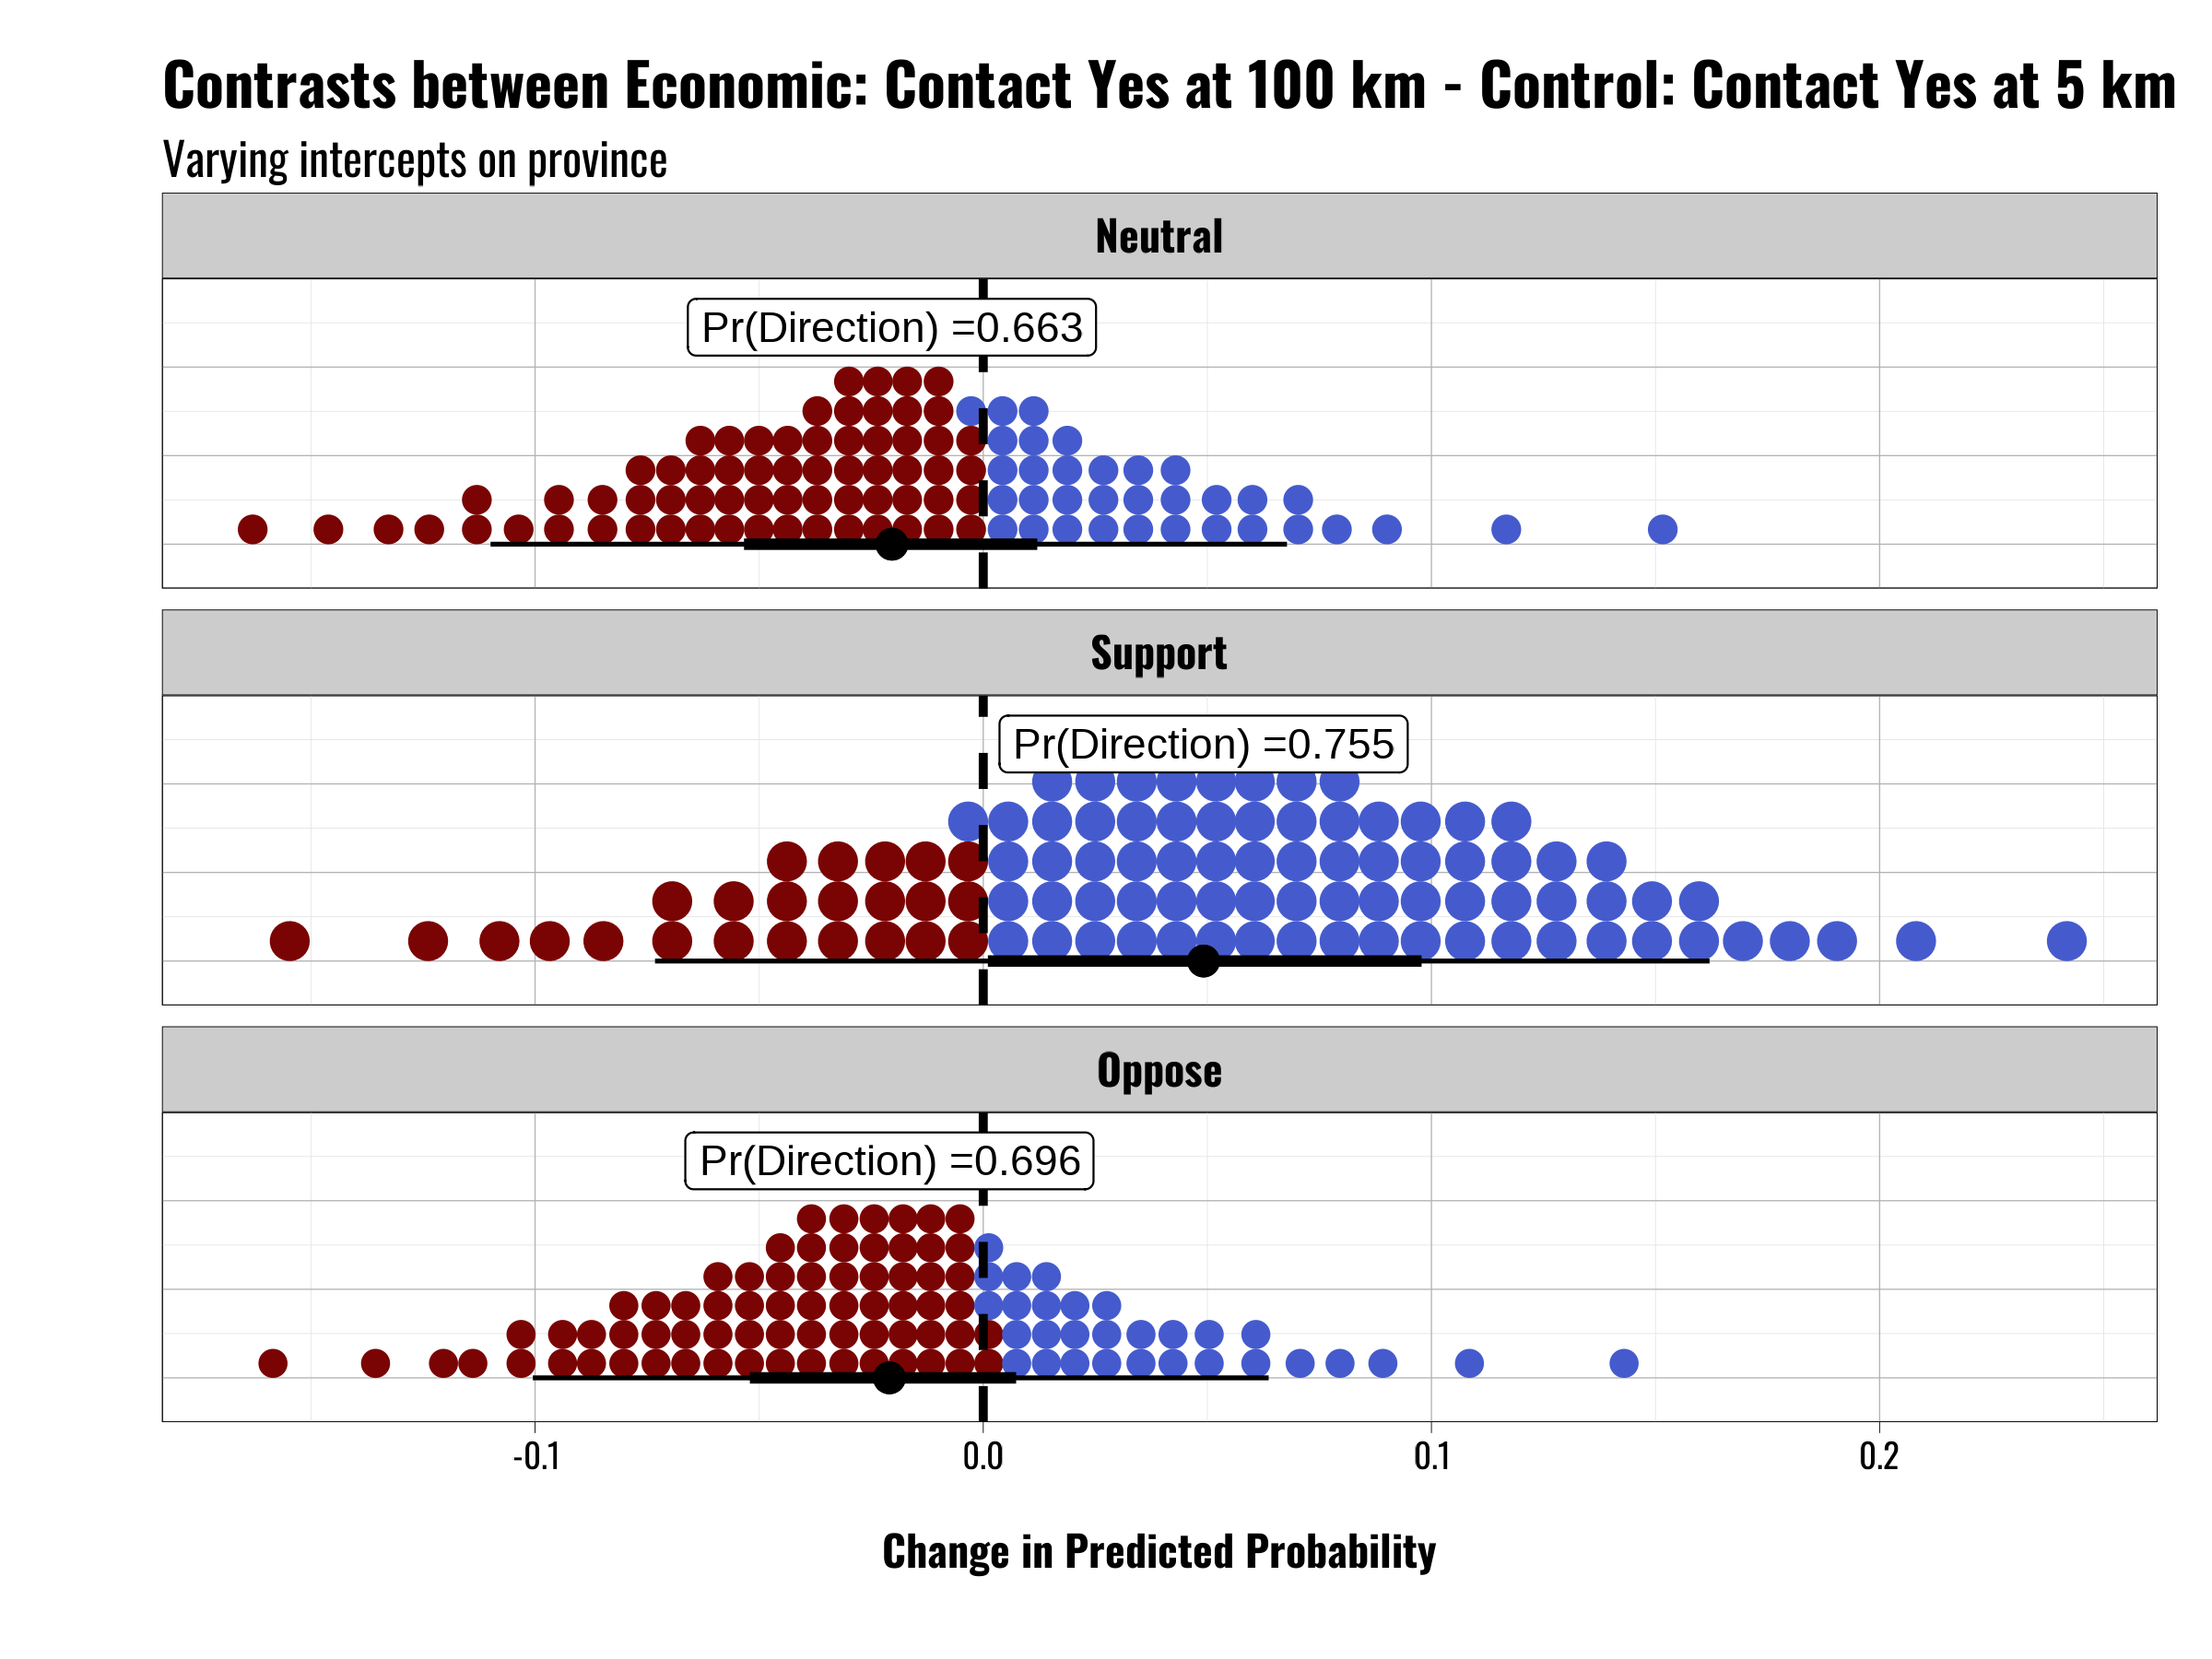 Contrasts between Economic: Contact Yes at 100 km - Control: Contact Yes at 5 km
Varying intercepts on province
Neutral
Pr(Direction) =0.663
Support
Pr(Direction) =0.755
Oppose
Pr(Direction) =0.696
-0.1 0.0 0.1 0.2
Change in Predicted Probability